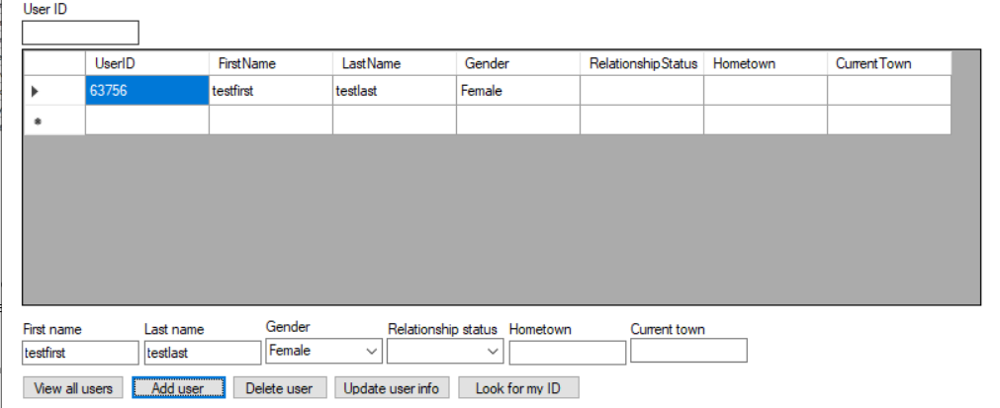 User ID
UserID FirstName LastName Gender RelationshipStatus Hometown CurrentTown
63756 testfirst testlast Female
First name Last name Gender Relationship status Hometown Current town
testfirst testlast Female
View all users Add user Delete user Update user info Look for my ID